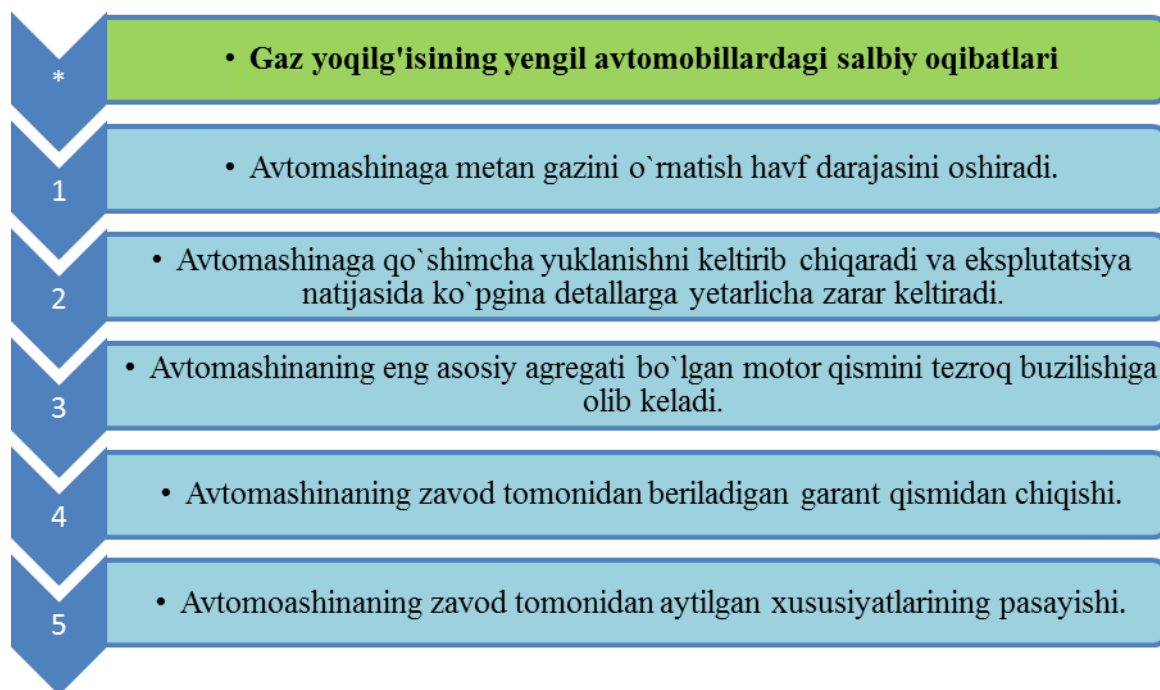 *
• Gaz yoqilg'isining yengil avtomobillardagi salbiy oqibatlari
1
• Avtomashinaga metan gazini o`rnatish havf darajasini oshiradi.
2
• Avtomashinaga qo`shimcha yuklanishni keltirib chiqaradi va eksplutatsiya
natijasida ko`pgina detallarga yetarlicha zarar keltiradi.
3
• Avtomashinaning eng asosiy agregati bo`lgan motor qismini tezroq buzilishiga
olib keladi.
4
• Avtomashinaning zavod tomonidan beriladigan garant qismidan chiqishi.
5
• Avtomoashinaning zavod tomonidan aytilgan xususiyatlarining pasayishi.